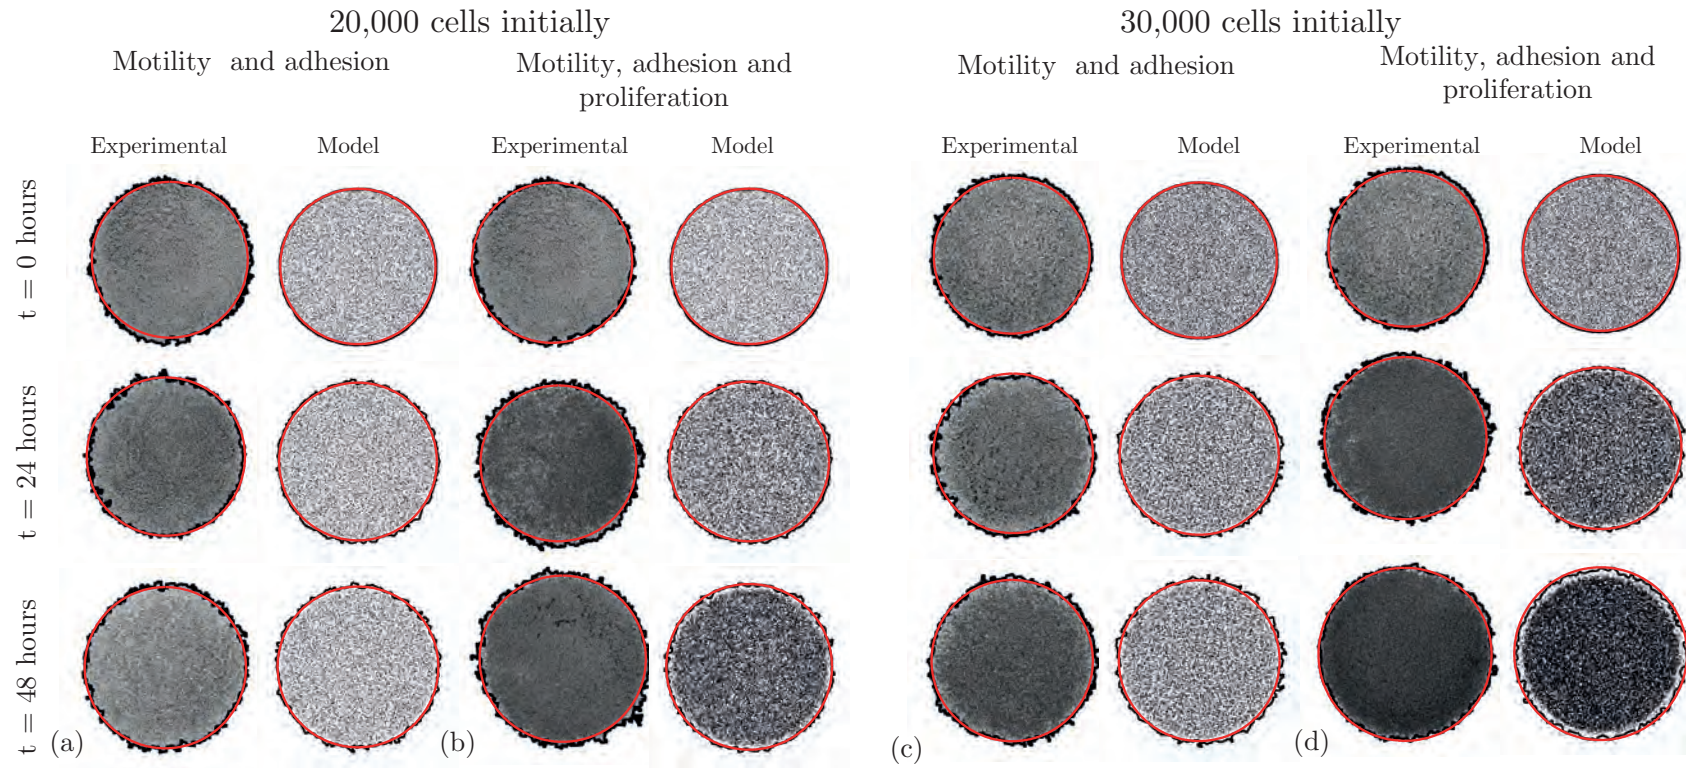 20,000 cells initially
30,000 cells initially
Motility and adhesion
Motility, adhesion and
proliferation
Motility and adhesion
Motility, adhesion and
proliferation
Experimental
Model
Experimental
Model
Experimental
Model
Experimental
Model
t = 0 hours
t = 24 hours
t = 48 hours
(a)
(b)
(c)
(d)